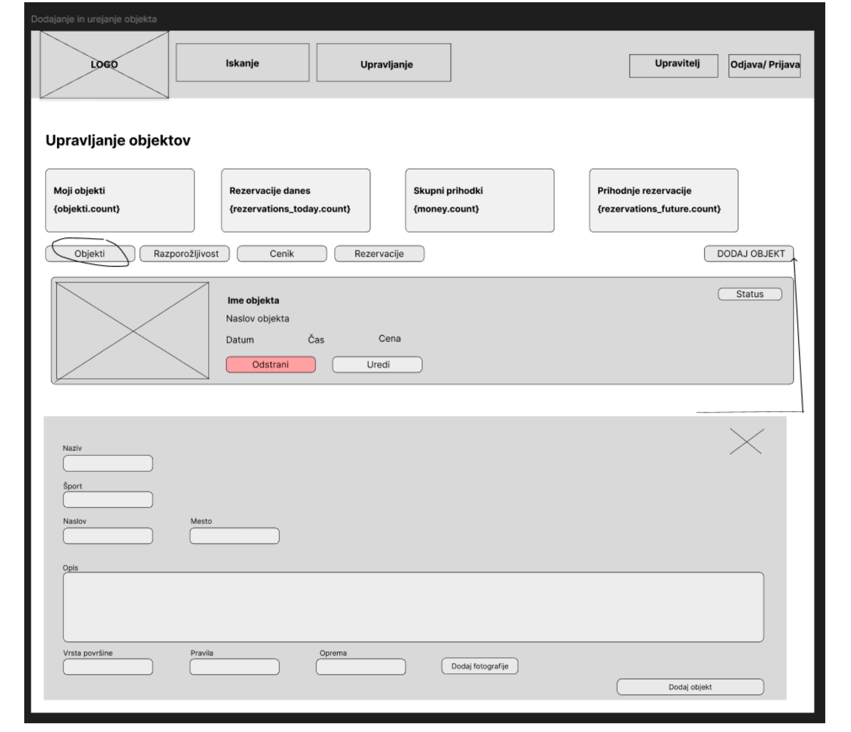 Dodajanje in urejanje objekta
LOGO
Iskanje
Upravljanje
Upravitelj
Odjava/ Prijava
Upravljanje objektov
Moji objekti
{objekti.count}
Rezervacije danes
{reservations_today.count}
Skupni prihodki
{money.count}
Prihodnje rezervacije
{reservations_future.count}
Objekti
Razporožljivost
Cenik
Rezervacije
DODAJ OBJEKT
Ime objekta
Status
Naslov objekta
Datum
Čas
Cena
Odstrani
Uredi
Naziv
Šport
Naslov
Mesto
Opis
Vrsta površine
Pravila
Oprema
Dodaj fotografije
Dodaj objekt